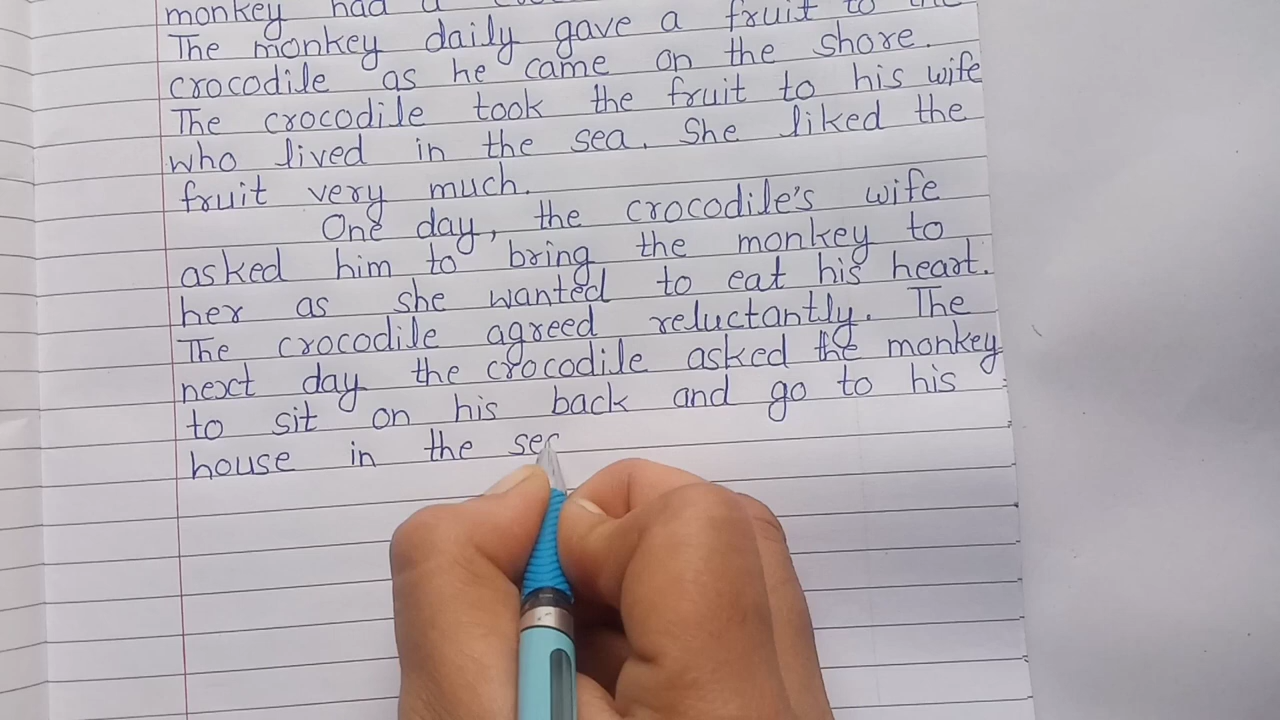 monkey had a
The monkey daily gave a fruit to the
crocodile as he came on the shore.
The crocodile took the fruit to his wife
who lived in the sea. She liked the
fruit very much.
One day, the crocodile's wife
asked him to bring the monkey to
her as she wanted to eat his heart.
The crocodile agreed reluctantly. The
next day the crocodile asked the monkey
to sit on his back and go to his
house in the